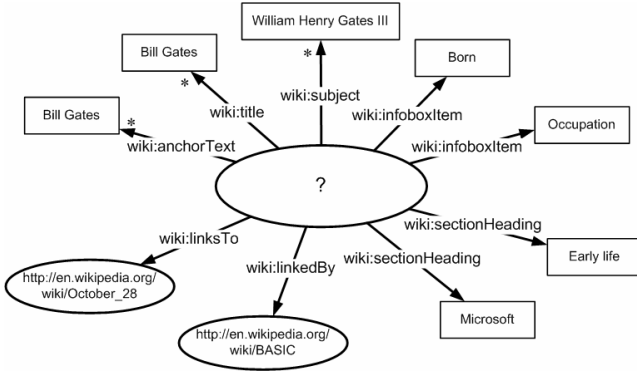 William Henry Gates III
*
Bill Gates
*
wiki:subject
Born
wiki:title
Bill Gates
*
wiki:infoboxItem
Occupation
wiki:anchorText
wiki:infoboxItem
?
wiki:linksTo
wiki:sectionHeading
wiki:linkedBy
wiki:sectionHeading
Early life
http://en.wikipedia.org/
wiki/October_28
Microsoft
http://en.wikipedia.org/
wiki/BASIC